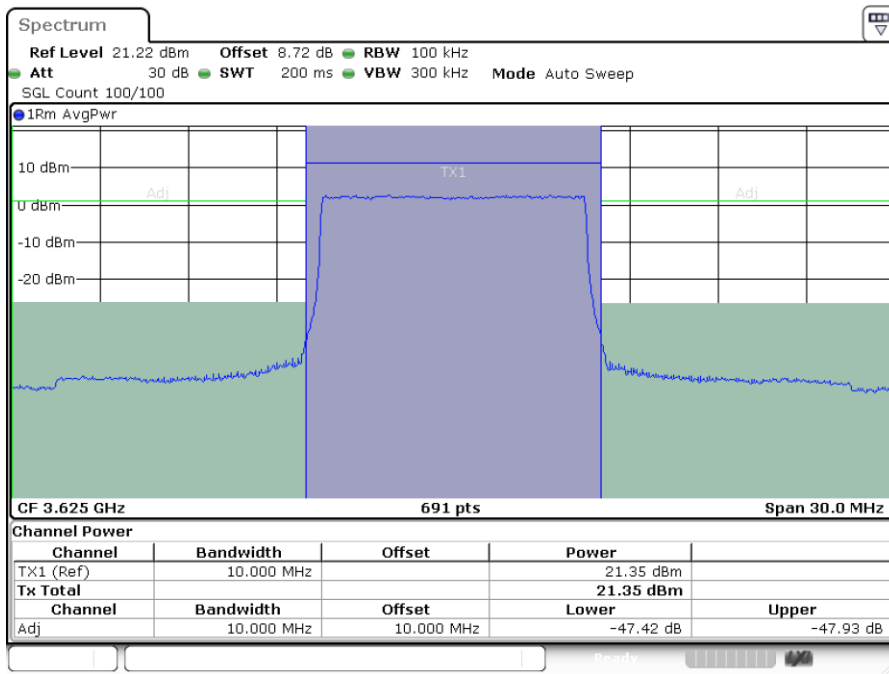 Spectrum
Ref Level 21.22 dBm Offset 8.72 dB RBW 100 kHz
Att 30 dB SWT 200 ms VBW 300 kHz Mode Auto Sweep
SGL Count 100/100
1Rm AvgPwr
10 dBm
TX1
Adj Adj
0 dBm
-10 dBm
-20 dBm
CF 3.625 GHz 691 pts Span 30.0 MHz
Channel Power
Channel Bandwidth Offset Power
TX1 (Ref) 10.000 MHz 21.35 dBm
Tx Total 21.35 dBm
Channel Bandwidth Offset Lower Upper
Adj 10.000 MHz 10.000 MHz -47.42 dB -47.93 dB
Ready